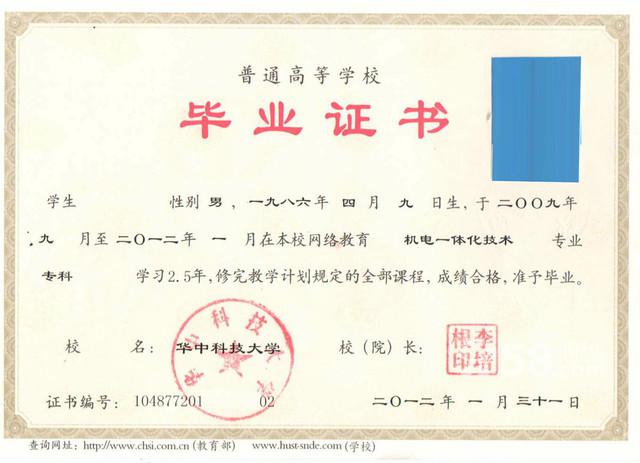 普通高等学校
毕业证书
学生 性别 男，一九八六年 四 月 九 日生，于 二〇〇九年
九 月至 二〇一二年 一 月在本校网络教育 机电一体化技术 专业
专科 学习2.5年，修完教学计划规定的全部课程，成绩合格，准予毕业。
校 名：华中科技大学 校（院）长：
华中科技大学
李培根印
证书编号： 104877201 02 二〇一二年 一 月 三十一日
查询网址：http://www.chsi.com.cn (教育部) www.hust-snde.com (学校)